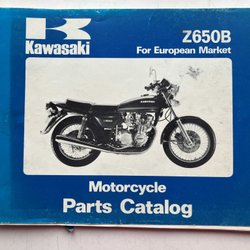 Z650B
Kawasaki
For European Market
Motorcycle
Parts Catalog